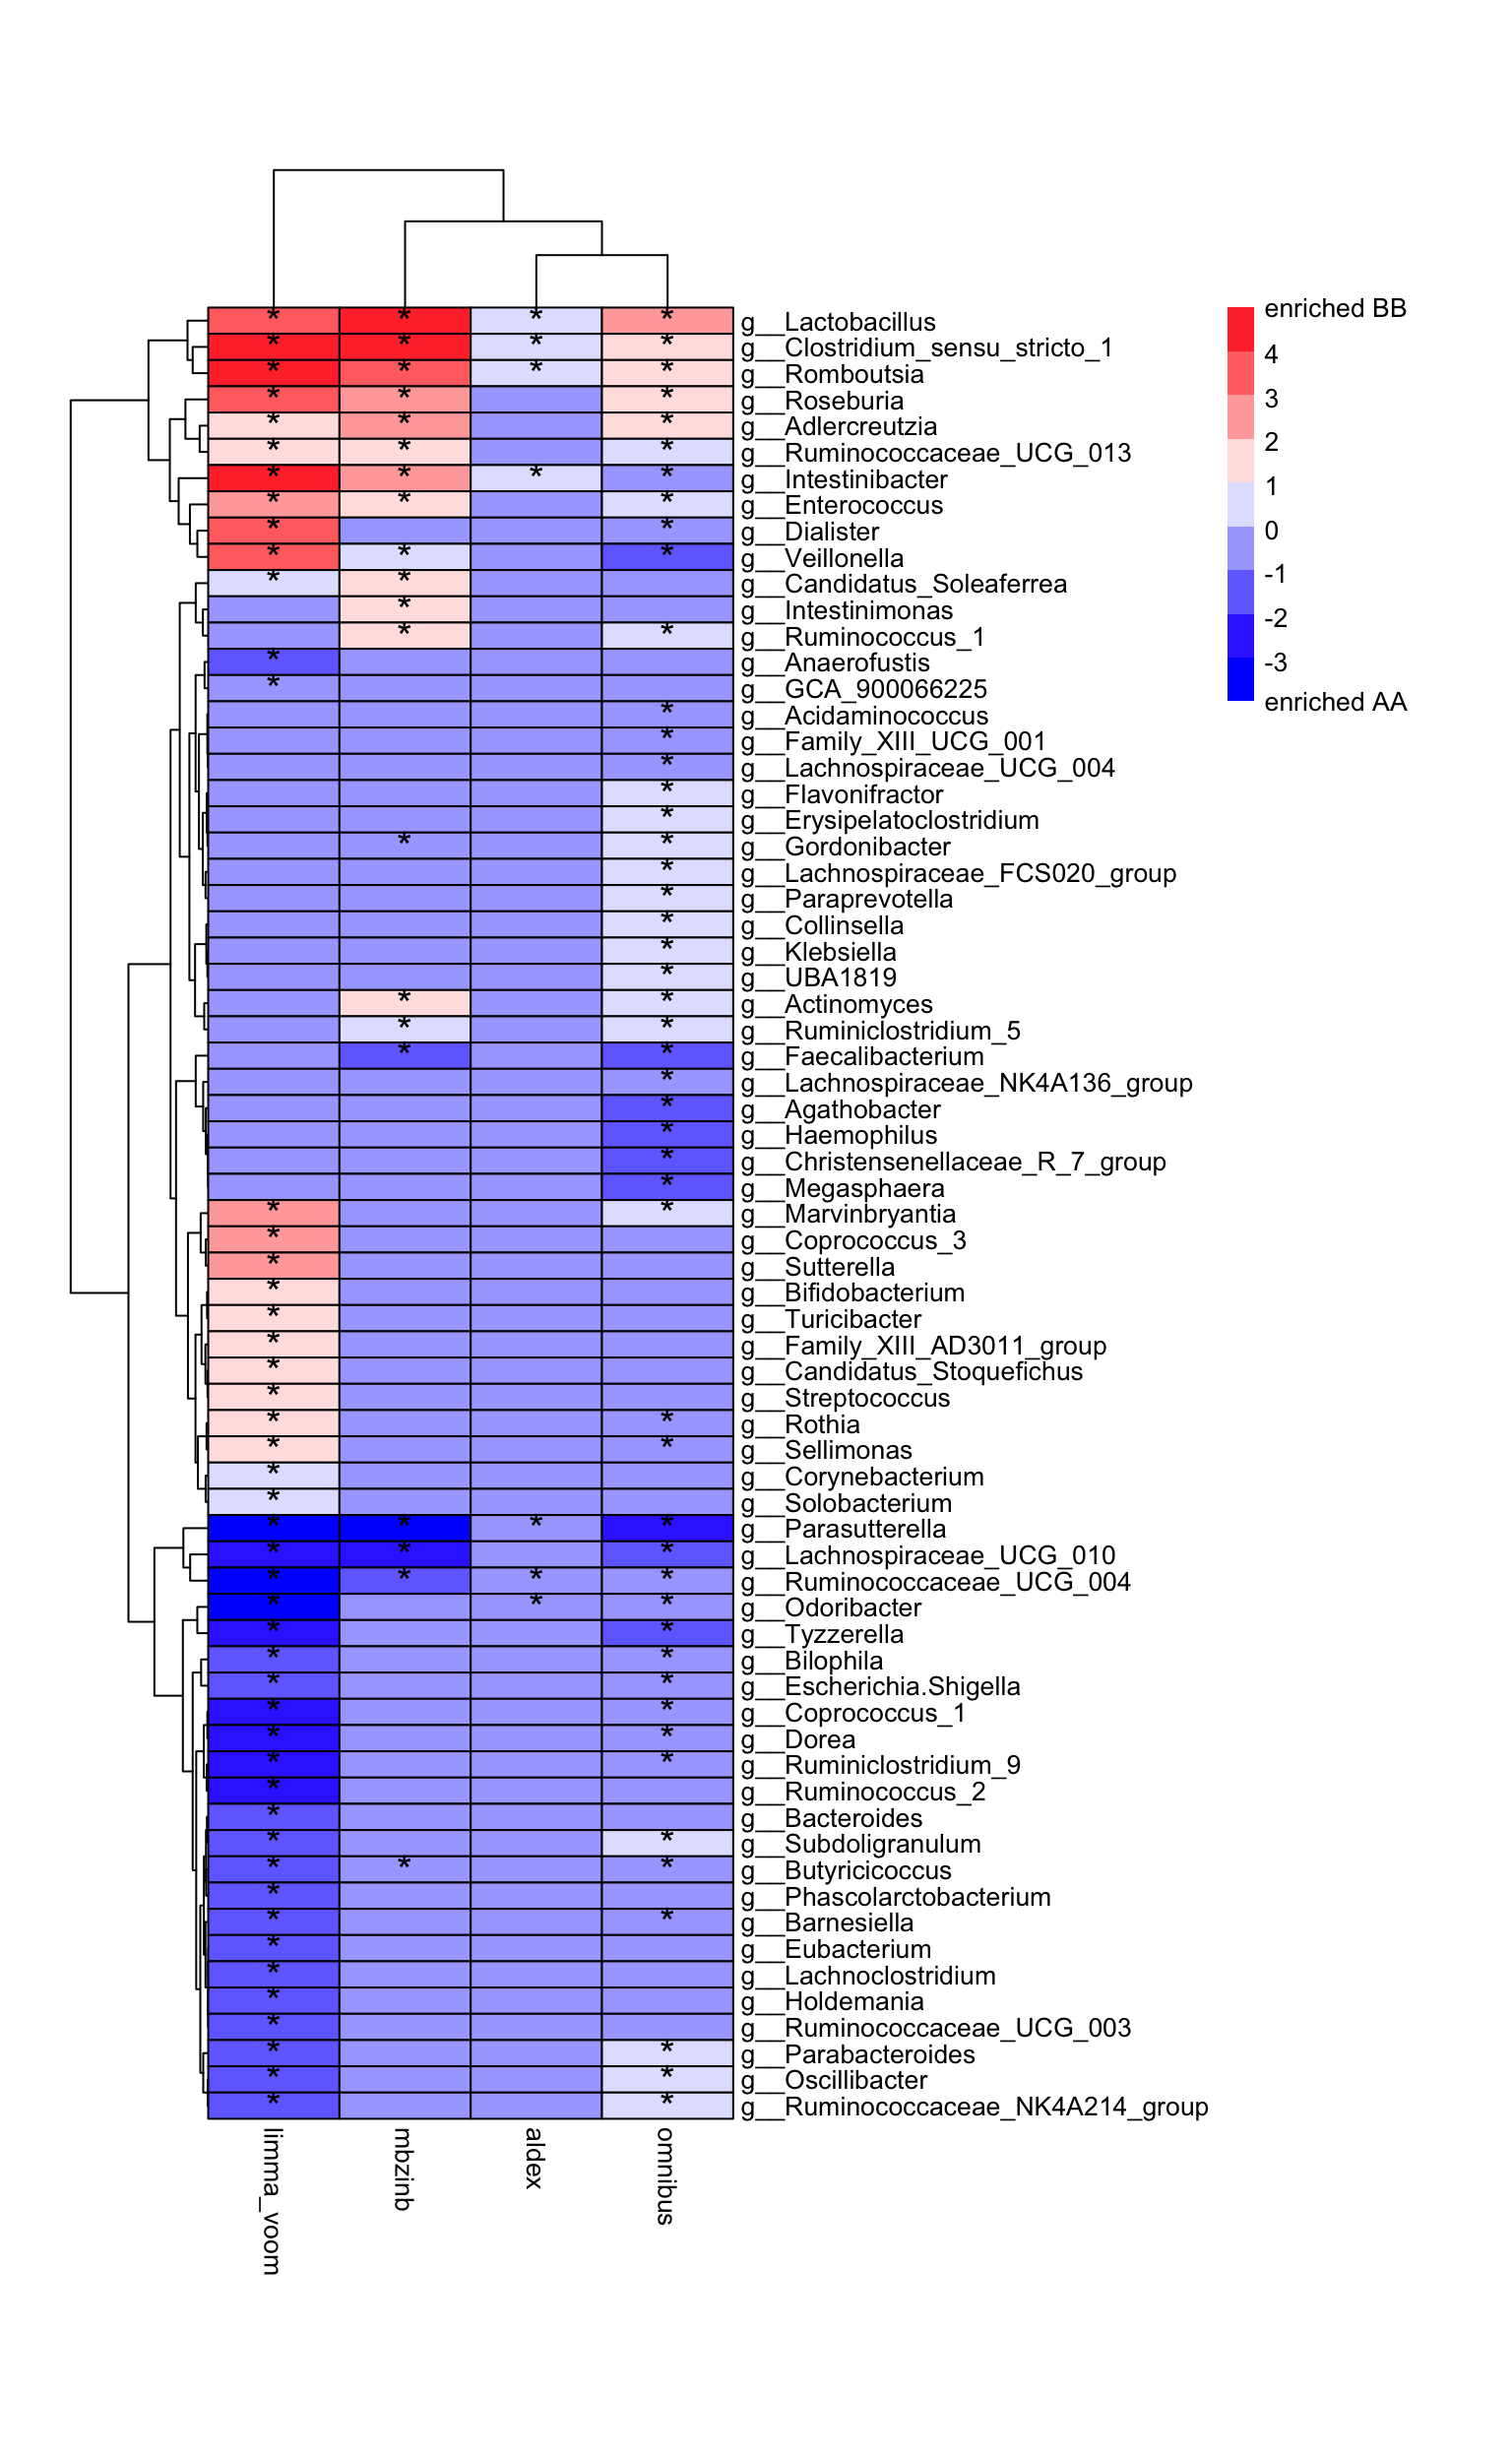 enriched BB
4
3
2
1
0
-1
-2
-3
enriched AA
* * * * g__Lactobacillus
* * * * g__Clostridium_sensu_stricto_1
* * * * g__Romboutsia
* * * g__Roseburia
* * * g__Adlercreutzia
* * * g__Ruminococcaceae_UCG_013
* * * * g__Intestinibacter
* * * g__Enterococcus
* * g__Dialister
* * * g__Veillonella
* * g__Candidatus_Soleaferrea
* g__Intestinimonas
* * g__Ruminococcus_1
* g__Anaerofustis
* g__GCA_900066225
* g__Acidaminococcus
* g__Family_XIII_UCG_001
* g__Lachnospiraceae_UCG_004
* g__Flavonifractor
* g__Erysipelatoclostridium
* * g__Gordonibacter
* g__Lachnospiraceae_FCS020_group
* g__Paraprevotella
* g__Collinsella
* g__Klebsiella
* g__UBA1819
* * g__Actinomyces
* * g__Ruminiclostridium_5
* * g__Faecalibacterium
* g__Lachnospiraceae_NK4A136_group
* g__Agathobacter
* g__Haemophilus
* g__Christensenellaceae_R_7_group
* g__Megasphaera
* * g__Marvinbryantia
* g__Coprococcus_3
* g__Sutterella
* g__Bifidobacterium
* g__Turicibacter
* g__Family_XIII_AD3011_group
* g__Candidatus_Stoquefichus
* g__Streptococcus
* * g__Rothia
* * g__Sellimonas
* g__Corynebacterium
* g__Solobacterium
* * * * g__Parasutterella
* * * g__Lachnospiraceae_UCG_010
* * * * g__Ruminococcaceae_UCG_004
* * * g__Odoribacter
* * g__Tyzzerella
* * g__Bilophila
* * g__Escherichia.Shigella
* * g__Coprococcus_1
* * g__Dorea
* * g__Ruminiclostridium_9
* g__Ruminococcus_2
* g__Bacteroides
* * g__Subdoligranulum
* * * g__Butyricicoccus
* g__Phascolarctobacterium
* * g__Barnesiella
* g__Eubacterium
* g__Lachnoclostridium
* g__Holdemania
* g__Ruminococcaceae_UCG_003
* * g__Parabacteroides
* * g__Oscillibacter
* * g__Ruminococcaceae_NK4A214_group
limma_voom
mbzinb
aldex
omnibus